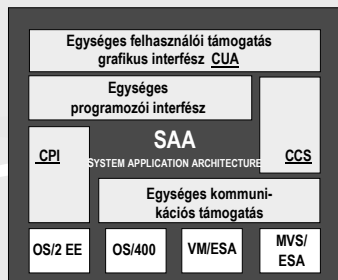 Egységes felhasználói támogatás
grafikus interfész CUA
Egységes
programozói interfész
SAA
SYSTEM APPLICATION ARCHITECTURE
CPI
CCS
Egységes kommuni-
kációs támogatás
OS/2 EE
OS/400
VM/ESA
MVS/
ESA